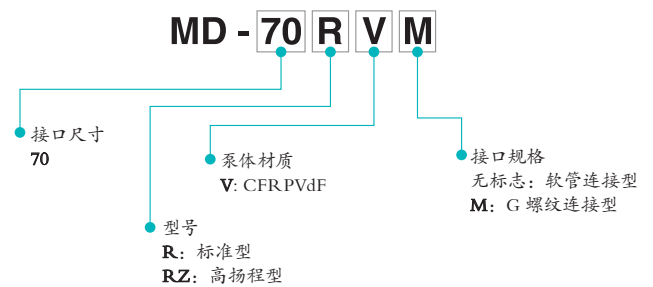 MD - 70 R V M
接口尺寸
70
泵体材质
V: CFRPVdF
接口规格
无标志：软管连接型
M：G 螺纹连接型
型号
R：标准型
RZ：高扬程型